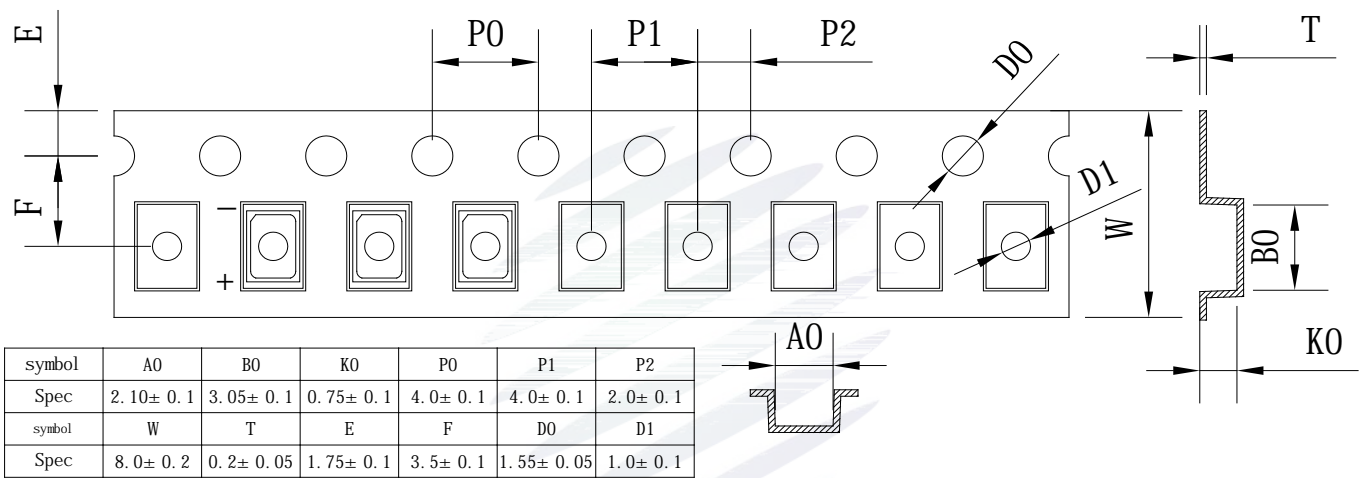 E
P0
P1
P2
D0
T
F
D1
W
B0
K0
A0
−
+
symbol A0 B0 K0 P0 P1 P2
Spec 2.10± 0.1 3.05± 0.1 0.75± 0.1 4.0± 0.1 4.0± 0.1 2.0± 0.1
symbol W T E F D0 D1
Spec 8.0± 0.2 0.2± 0.05 1.75± 0.1 3.5± 0.1 1.55± 0.05 1.0± 0.1